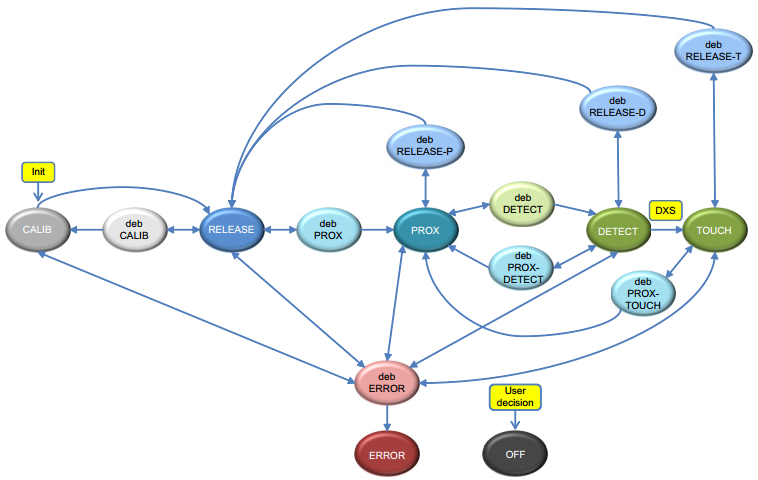 deb
RELEASE-T
deb
RELEASE-D
deb
RELEASE-P
Init
deb
DETECT
DXS
CALIB
deb
CALIB
RELEASE
deb
PROX
PROX
DETECT
TOUCH
deb
PROX-
DETECT
deb
PROX-
TOUCH
deb
ERROR
User
decision
ERROR
OFF